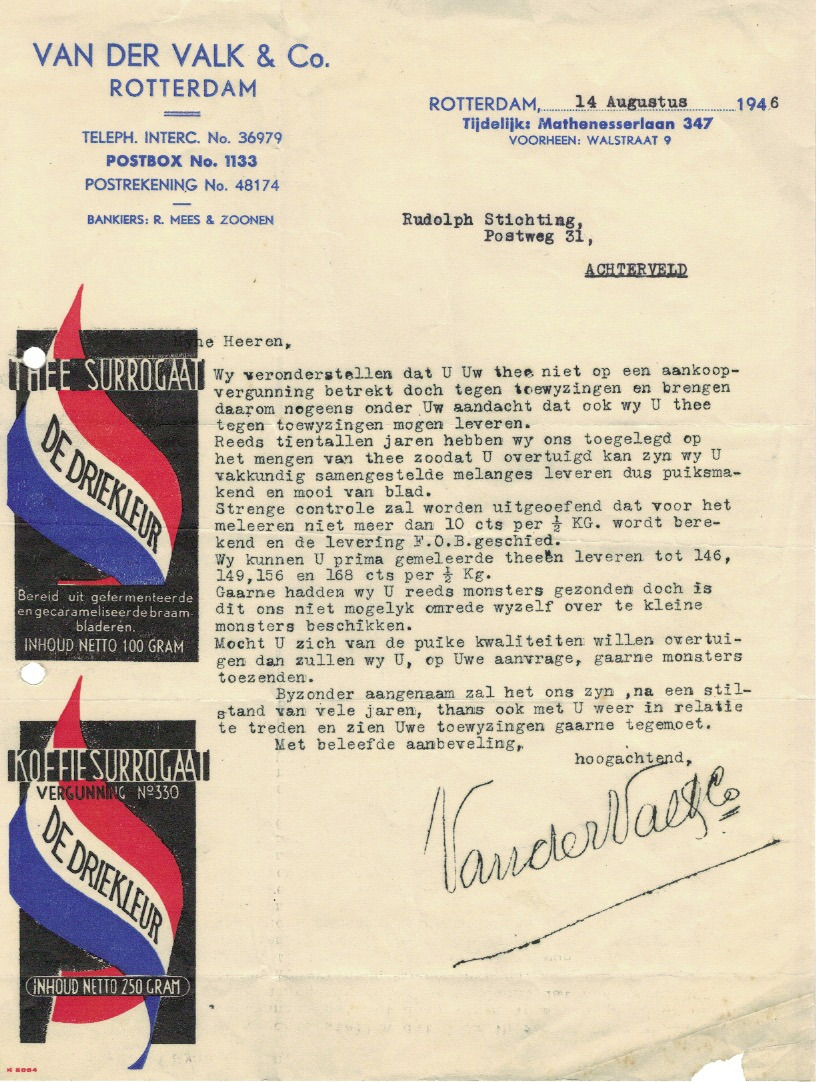 VAN DER VALK & Co.
ROTTERDAM
TELEPH. INTERC. No. 36979
POSTBOX No. 1133
POSTREKENING No. 48174
BANKIERS: R. MEES & ZOONEN
ROTTERDAM, 14 Augustus 1946
Tijdelijk: Mathenesserlaan 347
VOORHEEN: WALSTRAAT 9
Rudolph Stichting,
Postweg 31,
ACHTERVELD
Myne Heeren,
Wy veronderstellen dat U Uw thee niet op een aankoop-
vergunning betrekt doch tegen toewyzingen en brengen
daarom nogeens onder Uw aandacht dat ook wy U thee
tegen toewyzingen mogen leveren.
Reeds tientallen jaren hebben wy ons toegelegd op
het mengen van thee zoodat U overtuigd kan zyn wy U
vakkundig samengestelde melanges leveren dus puiksma-
kend en mooi van blad.
Strenge controle zal worden uitgeoefend dat voor het
meleeren niet meer dan 10 cts per ½ KG. wordt bere-
kend en de levering F.O.B.geschied.
Wy kunnen U prima gemeleerde theeën leveren tot 146,
149,156 en 168 cts per ½ Kg.
Gaarne hadden wy U reeds monsters gezonden doch is
dit ons niet mogelyk omrede wyzelf over te kleine
monsters beschikken.
Mocht U zich van de puike kwaliteiten willen overtui-
gen dan zullen wy U, op Uwe aanvrage, gaarne monsters
toezenden.
Byzonder aangenaam zal het ons zyn ,na een stil-
stand van vele jaren, thans ook met U weer in relatie
te treden en zien Uwe toewyzingen gaarne tegemoet.
Met beleefde aanbeveling,
hoogachtend,
Van der Valk & Co
THEE SURROGAAT
DE DRIEKLEUR
Bereid uit gefermenteerde
en gecarameliseerde braam-
bladeren.
INHOUD NETTO 100 GRAM
KOFFIE SURROGAAT
VERGUNNING No 330
DE DRIEKLEUR
INHOUD NETTO 250 GRAM
K 5084